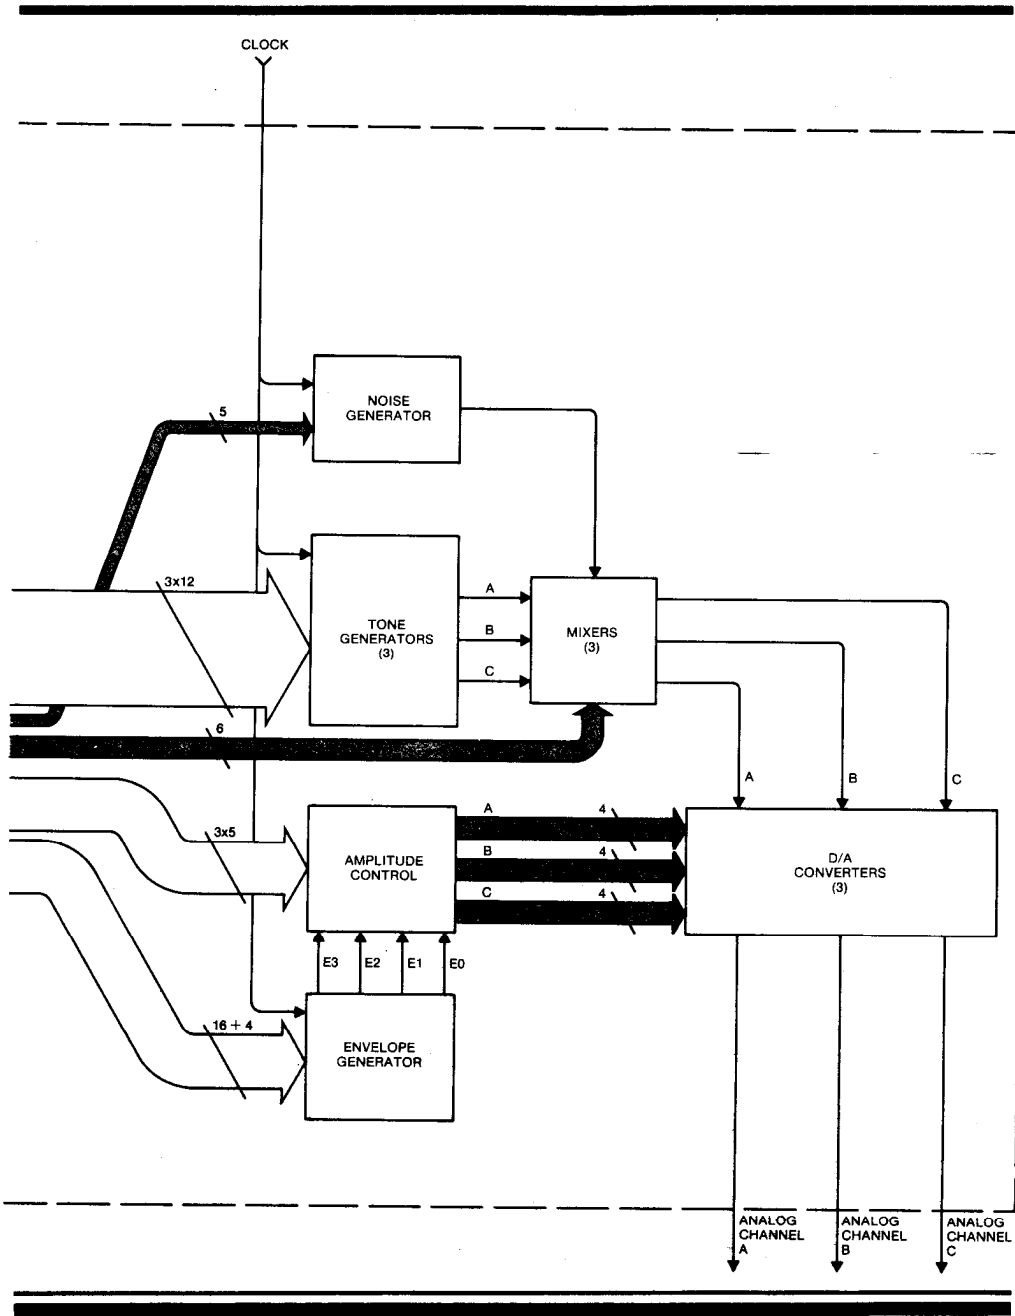 CLOCK
NOISE
GENERATOR
5
3x12
TONE
GENERATORS
(3)
A
B
C
MIXERS
(3)
6
A
B
C
3x5
AMPLITUDE
CONTROL
A
B
C
4
4
4
D/A
CONVERTERS
(3)
E3
E2
E1
E0
16 + 4
ENVELOPE
GENERATOR
ANALOG
CHANNEL
A
ANALOG
CHANNEL
B
ANALOG
CHANNEL
C